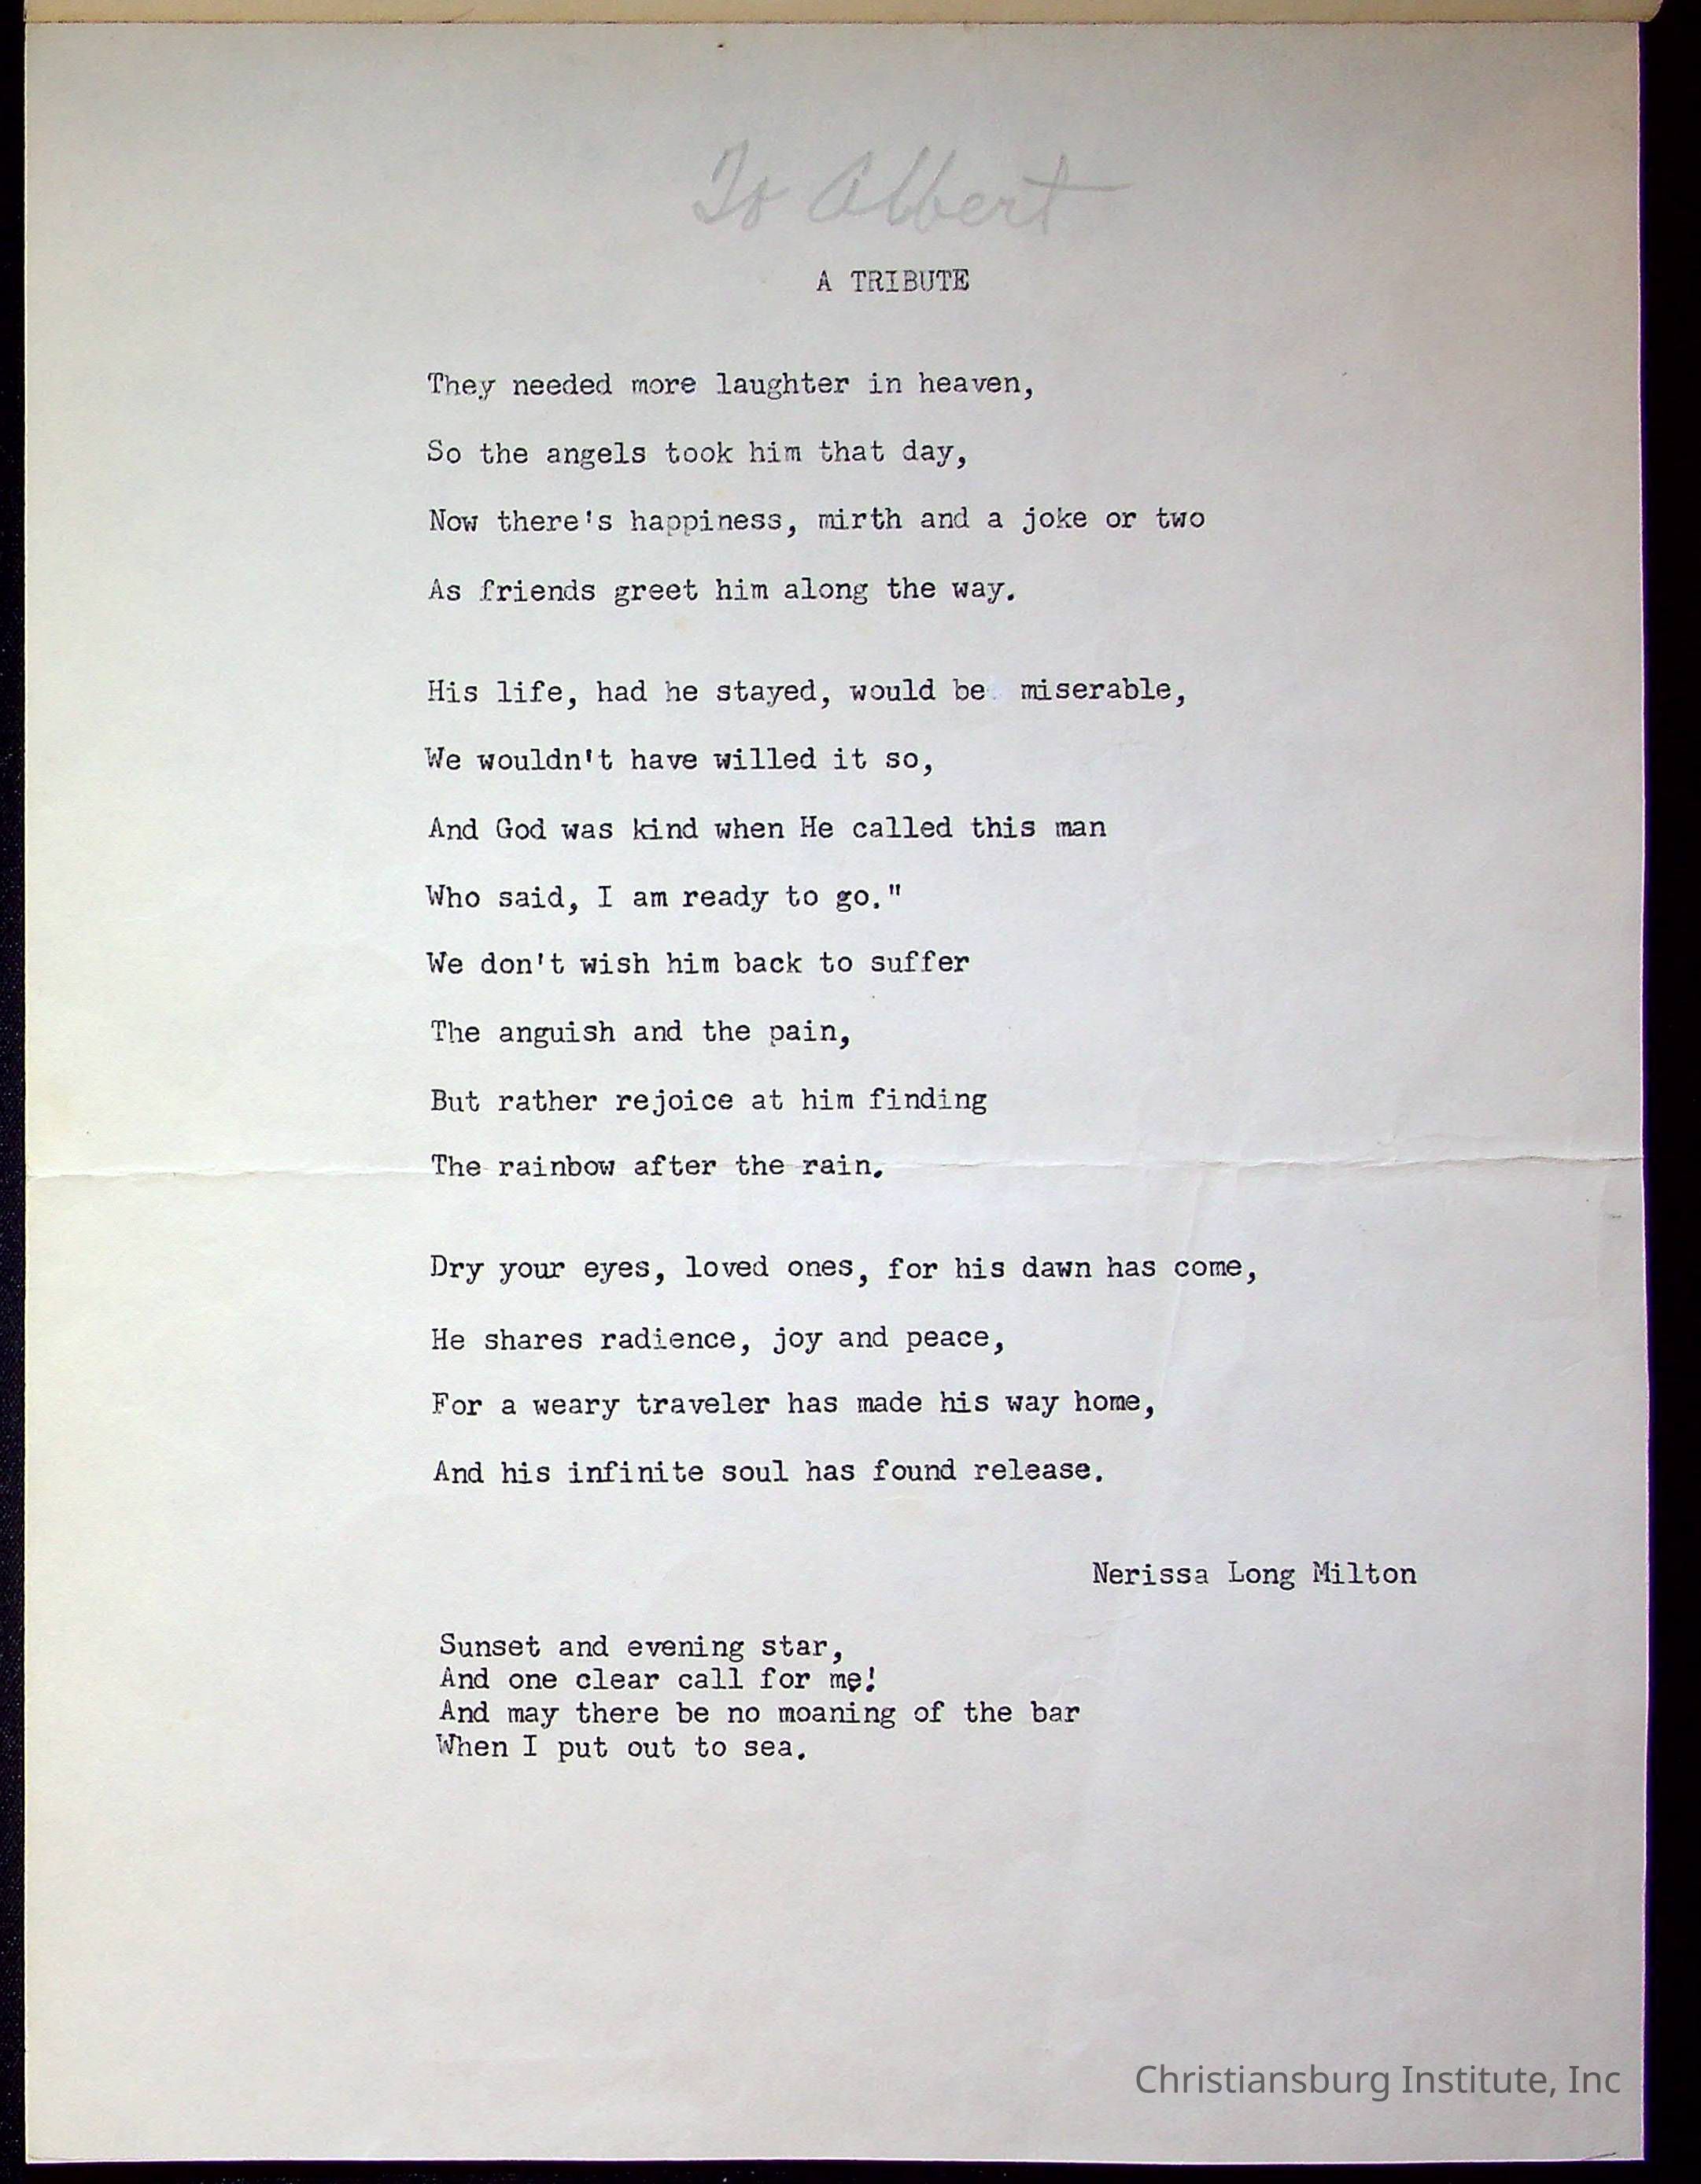 To Albert
A TRIBUTE
They needed more laughter in heaven,
So the angels took him that day,
Now there's happiness, mirth and a joke or two
As friends greet him along the way.
His life, had he stayed, would be miserable,
We wouldn't have willed it so,
And God was kind when He called this man
Who said, I am ready to go."
We don't wish him back to suffer
The anguish and the pain,
But rather rejoice at him finding
The rainbow after the rain.
Dry your eyes, loved ones, for his dawn has come,
He shares radience, joy and peace,
For a weary traveler has made his way home,
And his infinite soul has found release.
Nerissa Long Milton
Sunset and evening star,
And one clear call for me!
And may there be no moaning of the bar
When I put out to sea.
Christiansburg Institute, Inc